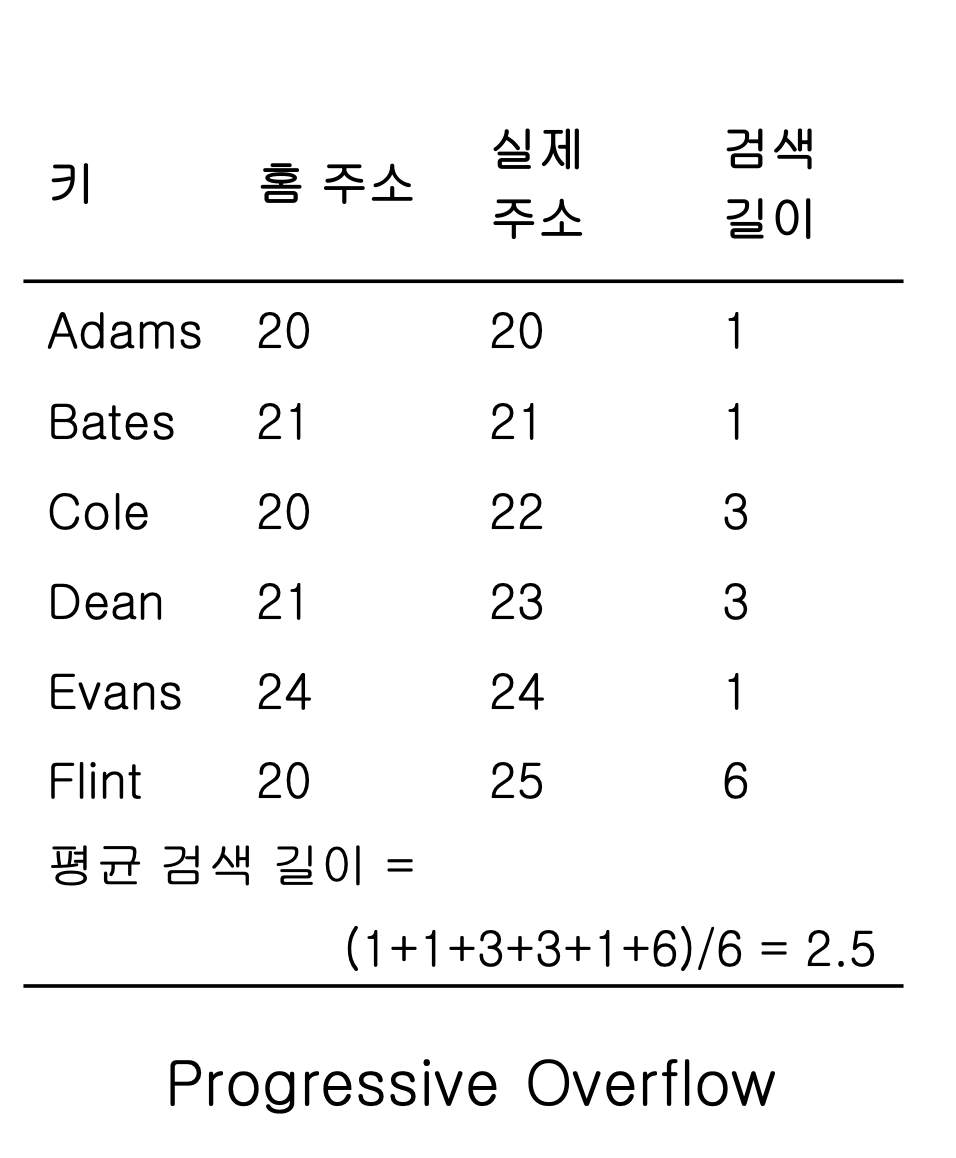 키 홈 주소 실제 주소 검색 길이
Adams 20 20 1
Bates 21 21 1
Cole 20 22 3
Dean 21 23 3
Evans 24 24 1
Flint 20 25 6
평균 검색 길이 =
(1+1+3+3+1+6)/6 = 2.5
Progressive Overflow